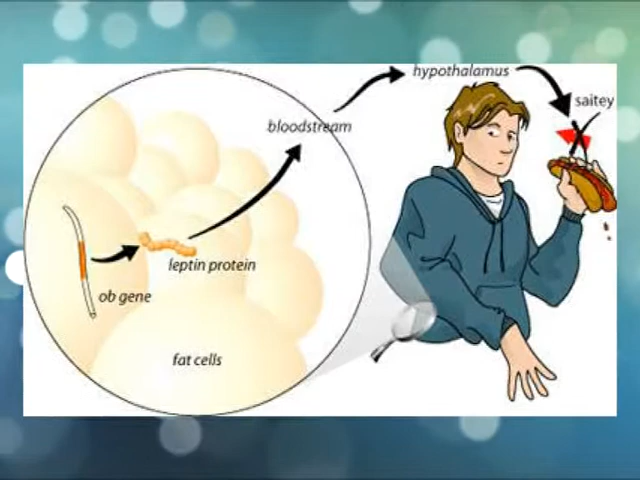 hypothalamus
saitey
bloodstream
leptin protein
ob gene
fat cells